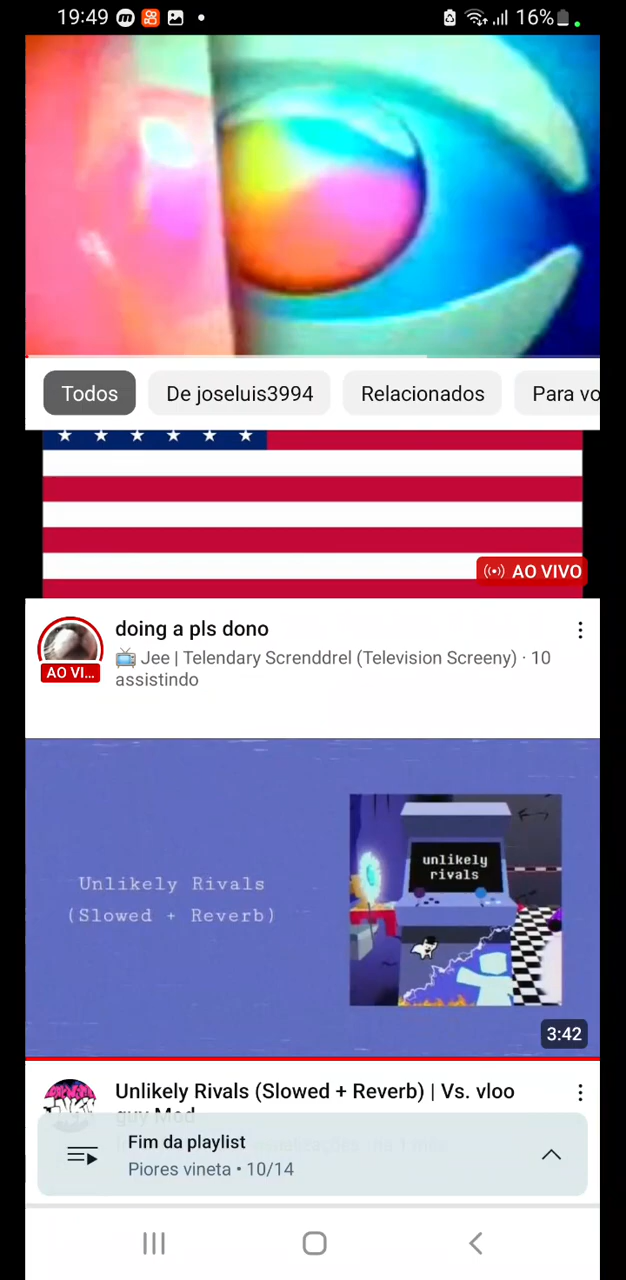 19:49
16%
Todos
De joseluis3994
Relacionados
Para vo
AO VIVO
doing a pls dono
Jee | Telendary Screnddrel (Television Screeny) · 10
assistindo
AO VI...
Unlikely Rivals
(Slowed + Reverb)
unlikely
rivals
3:42
Unlikely Rivals (Slowed + Reverb) | Vs. vloo
guy Mod
Fim da playlist
Piores vineta • 10/14